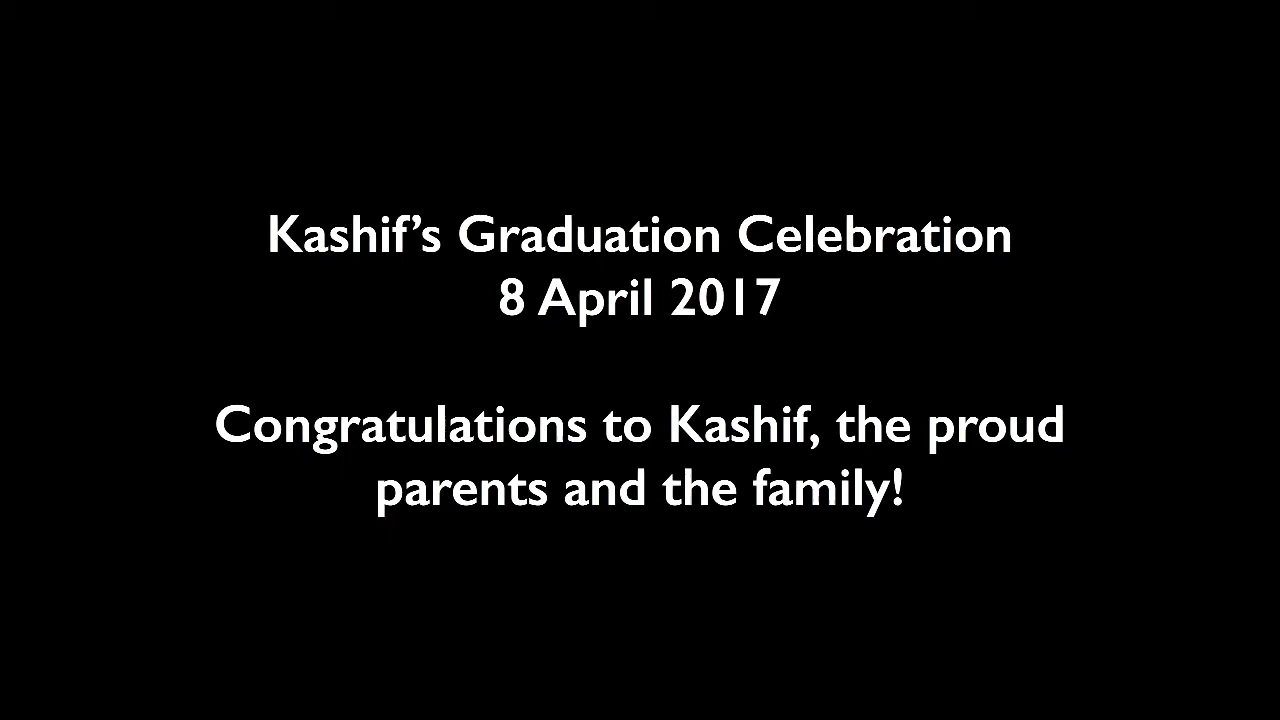 Kashif’s Graduation Celebration
8 April 2017
Congratulations to Kashif, the proud
parents and the family!